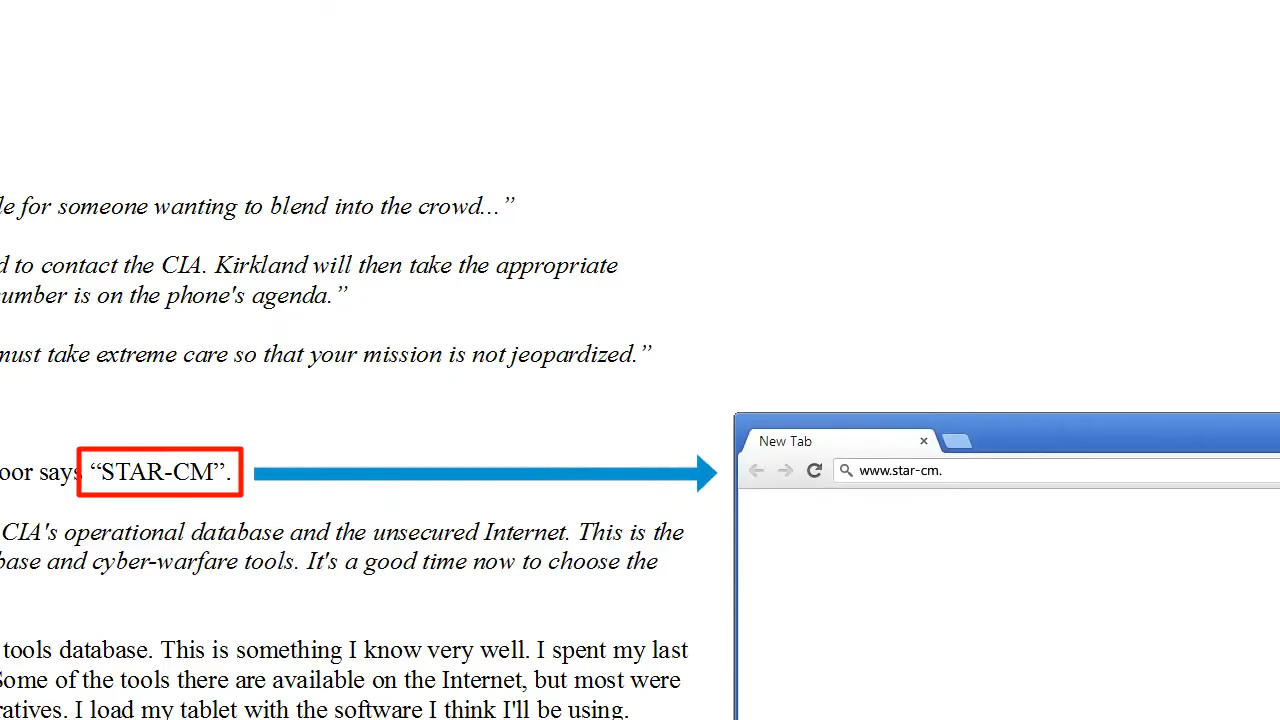 le for someone wanting to blend into the crowd...”
d to contact the CIA. Kirkland will then take the appropriate
umber is on the phone's agenda.”
must take extreme care so that your mission is not jeopardized.”
New Tab
oor says “STAR-CM”.
www.star-cm.
CIA's operational database and the unsecured Internet. This is the
base and cyber-warfare tools. It's a good time now to choose the
tools database. This is something I know very well. I spent my last
Some of the tools there are available on the Internet, but most were
ratives. I load my tablet with the software I think I'll be using.